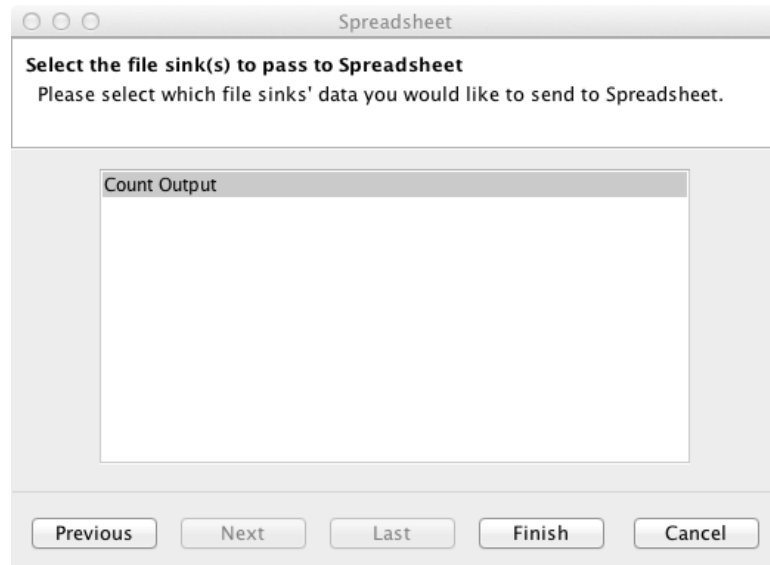 Spreadsheet
Select the file sink(s) to pass to Spreadsheet
Please select which file sinks' data you would like to send to Spreadsheet.
Count Output
Previous Next Last Finish Cancel